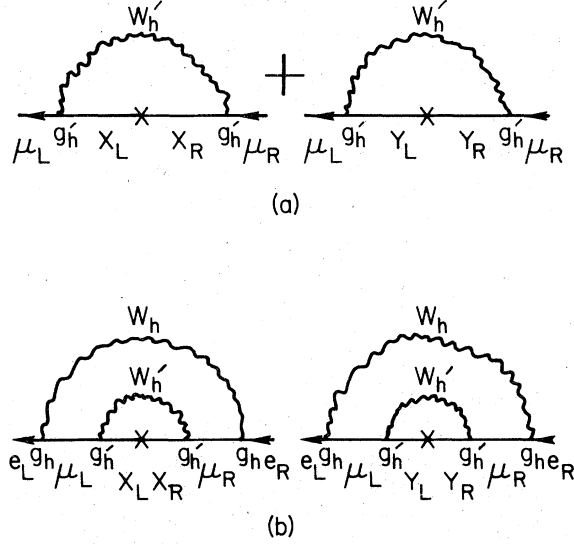 W′h W′h
+
μL g′h XL XR g′h μR μL g′h YL YR g′h μR
(a)
Wh Wh
W′h W′h
eL gh μL g′h XL XR g′h μR gh eR eL gh μL g′h YL YR g′h μR gh eR
(b)